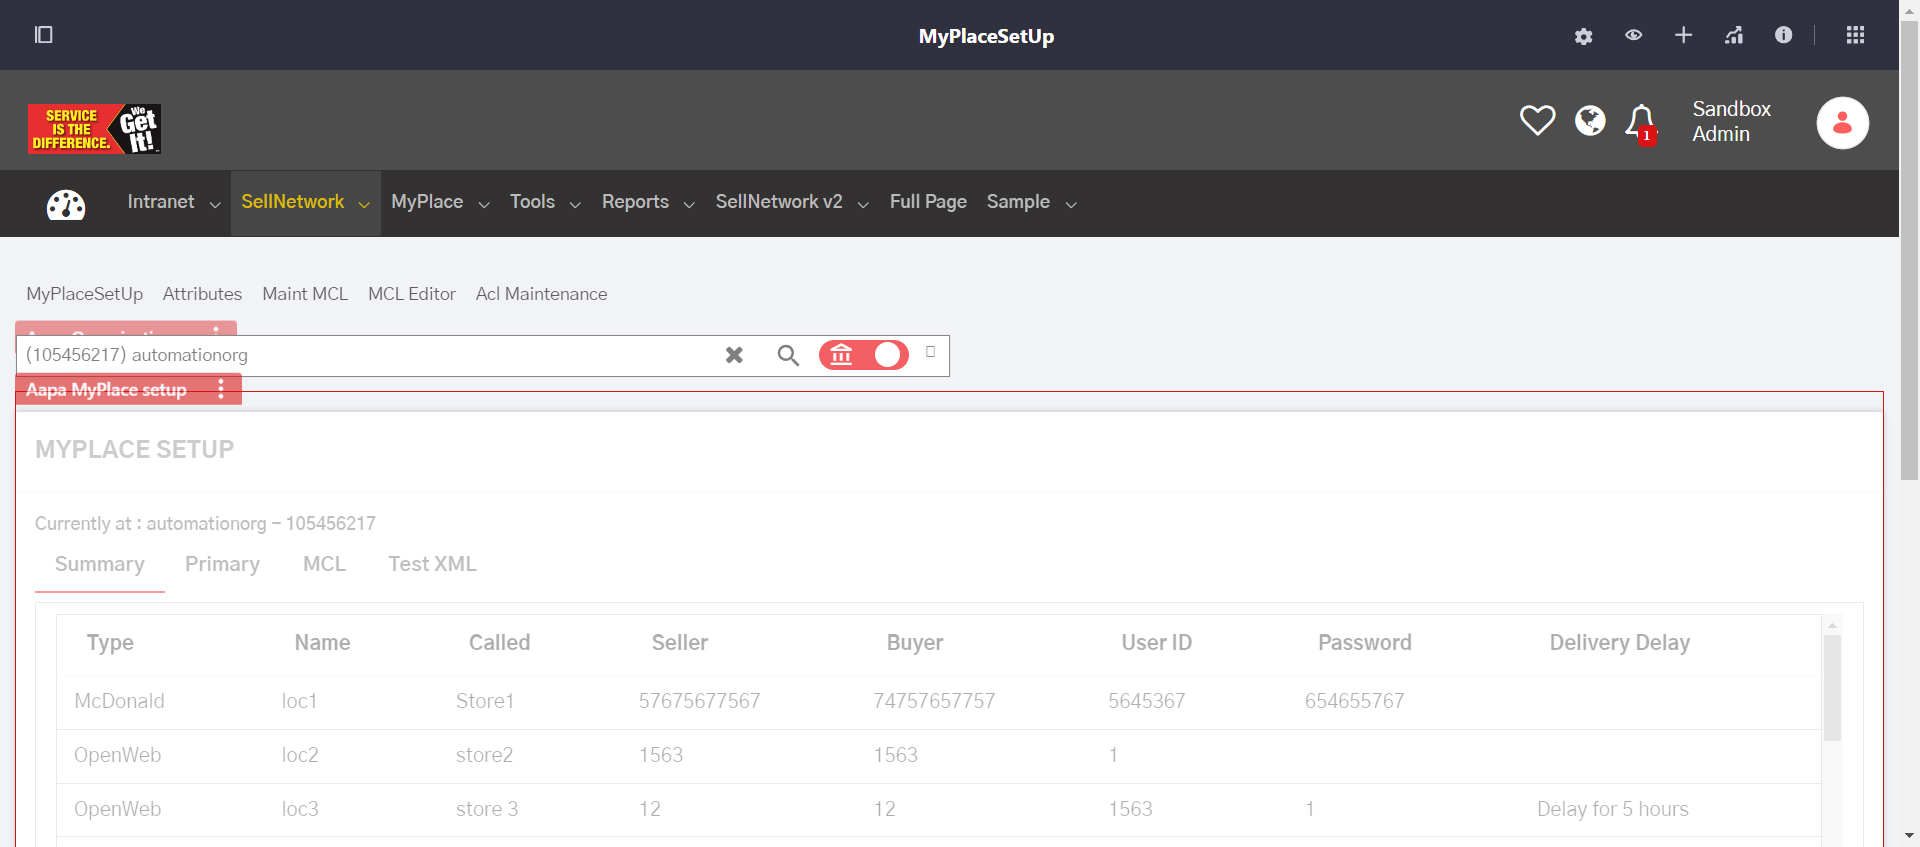 MyPlaceSetUp
SERVICE IS THE DIFFERENCE. We Get It!
1
Sandbox Admin
Intranet SellNetwork MyPlace Tools Reports SellNetwork v2 Full Page Sample
MyPlaceSetUp Attributes Maint MCL MCL Editor Acl Maintenance
(105456217) automationorg
Aapa MyPlace setup
MYPLACE SETUP
Currently at : automationorg - 105456217
Summary Primary MCL Test XML
Type Name Called Seller Buyer User ID Password Delivery Delay
McDonald loc1 Store1 57675677567 74757657757 5645367 654655767
OpenWeb loc2 store2 1563 1563 1
OpenWeb loc3 store 3 12 12 1563 1 Delay for 5 hours